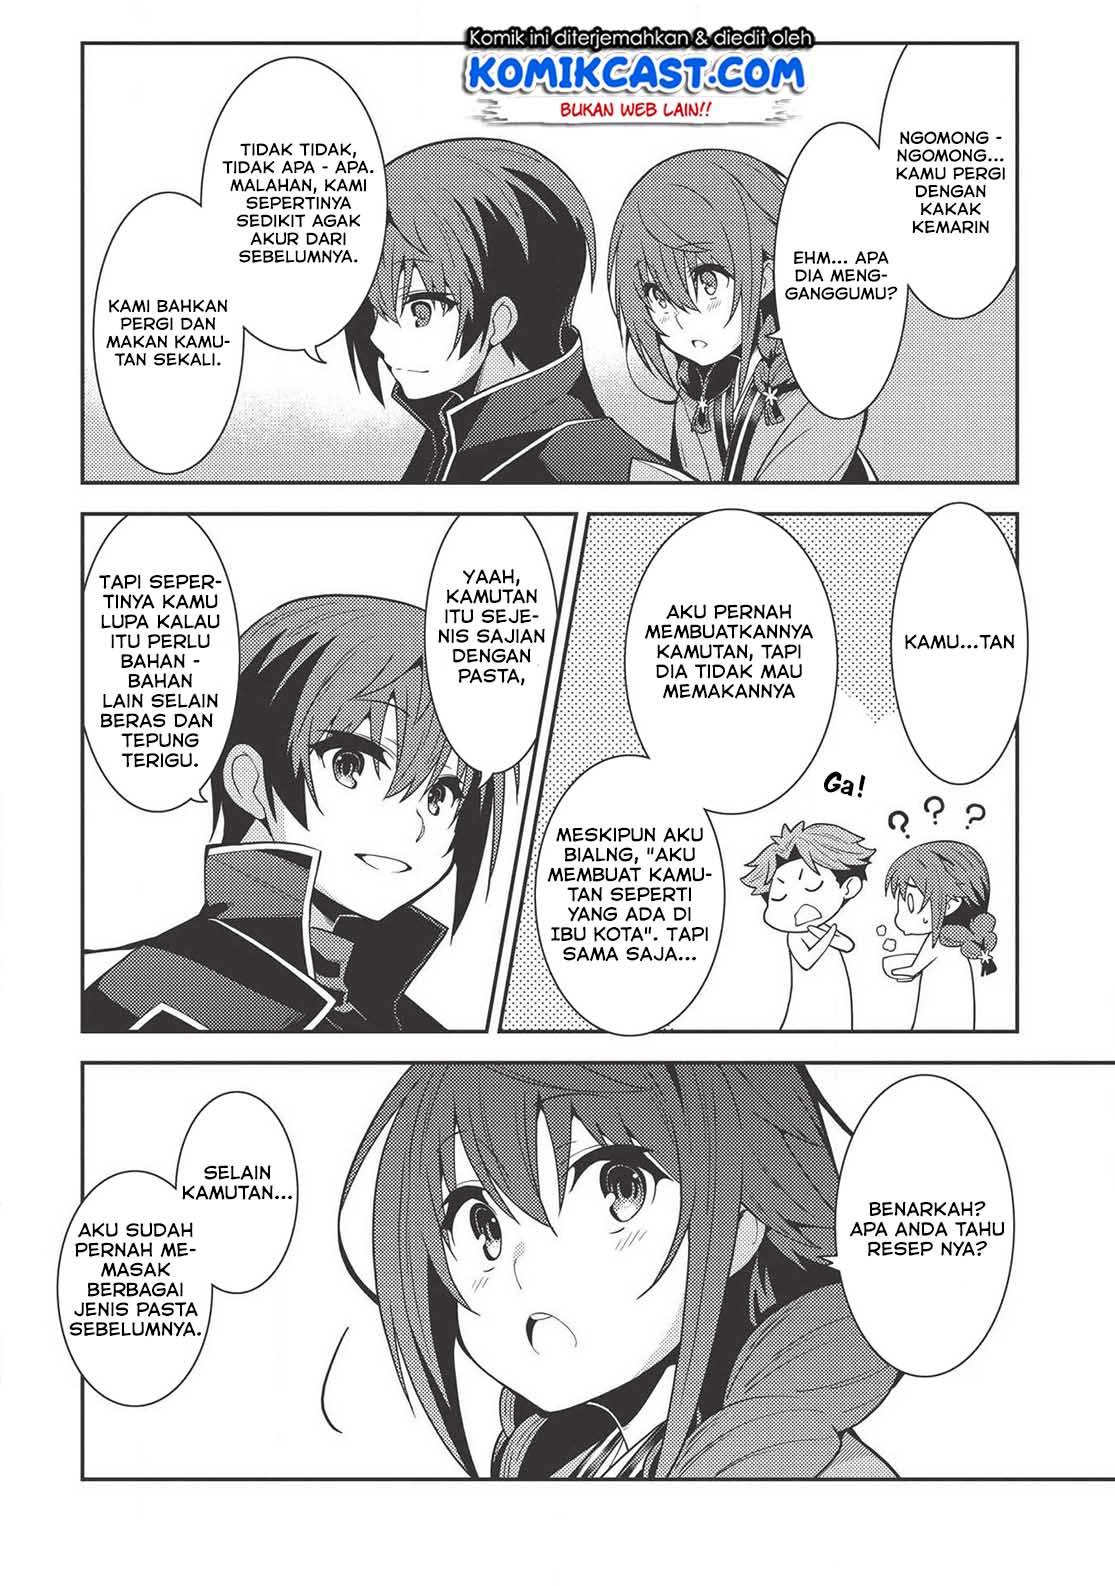 Komik ini diterjemahkan & diedit oleh
KOMIKCAST.COM
BUKAN WEB LAIN!!
NGOMONG -
NGOMONG...
KAMU PERGI
DENGAN
KAKAK
KEMARIN
EHM... APA
DIA MENG-
GANGGUMU?
TIDAK TIDAK,
TIDAK APA - APA.
MALAHAN, KAMI
SEPERTINYA
SEDIKIT AGAK
AKUR DARI
SEBELUMNYA.
KAMI BAHKAN
PERGI DAN
MAKAN KAMU-
TAN SEKALI.
KAMU...TAN
AKU PERNAH
MEMBUATKANNYA
KAMUTAN, TAPI
DIA TIDAK MAU
MEMAKANNYA
MESKIPUN AKU
BIALNG, "AKU
MEMBUAT KAMU-
TAN SEPERTI
YANG ADA DI
IBU KOTA". TAPI
SAMA SAJA...
Ga!
? ? ?
YAAH,
KAMUTAN
ITU SEJE-
NIS SAJIAN
DENGAN
PASTA,
TAPI SEPER-
TINYA KAMU
LUPA KALAU
ITU PERLU
BAHAN -
BAHAN
LAIN SELAIN
BERAS DAN
TEPUNG
TERIGU.
BENARKAH?
APA ANDA TAHU
RESEP NYA?
SELAIN
KAMUTAN...
AKU SUDAH
PERNAH ME-
MASAK
BERBAGAI
JENIS PASTA
SEBELUMNYA.